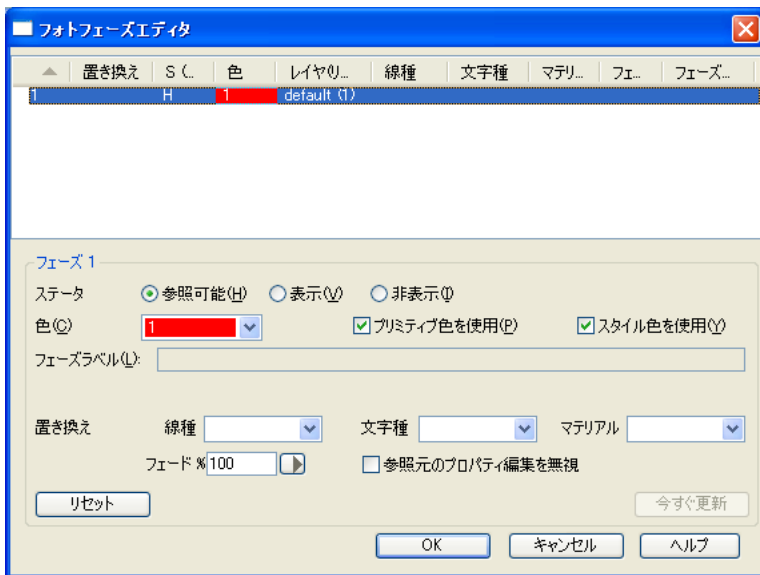 フォトフェーズエディタ
置き換え S (... 色 レイヤリ... 線種 文字種 マテリ... フェ... フェーズ...
1 H 1 default (1)
フェーズ 1
ステータ 参照可能(H) 表示(V) 非表示(I)
色(C) 1 プリミティブ色を使用(P) スタイル色を使用(Y)
フェーズラベル(L):
置き換え 線種 文字種 マテリアル
フェード % 100 参照元のプロパティ編集を無視
リセット 今すぐ更新
OK キャンセル ヘルプ